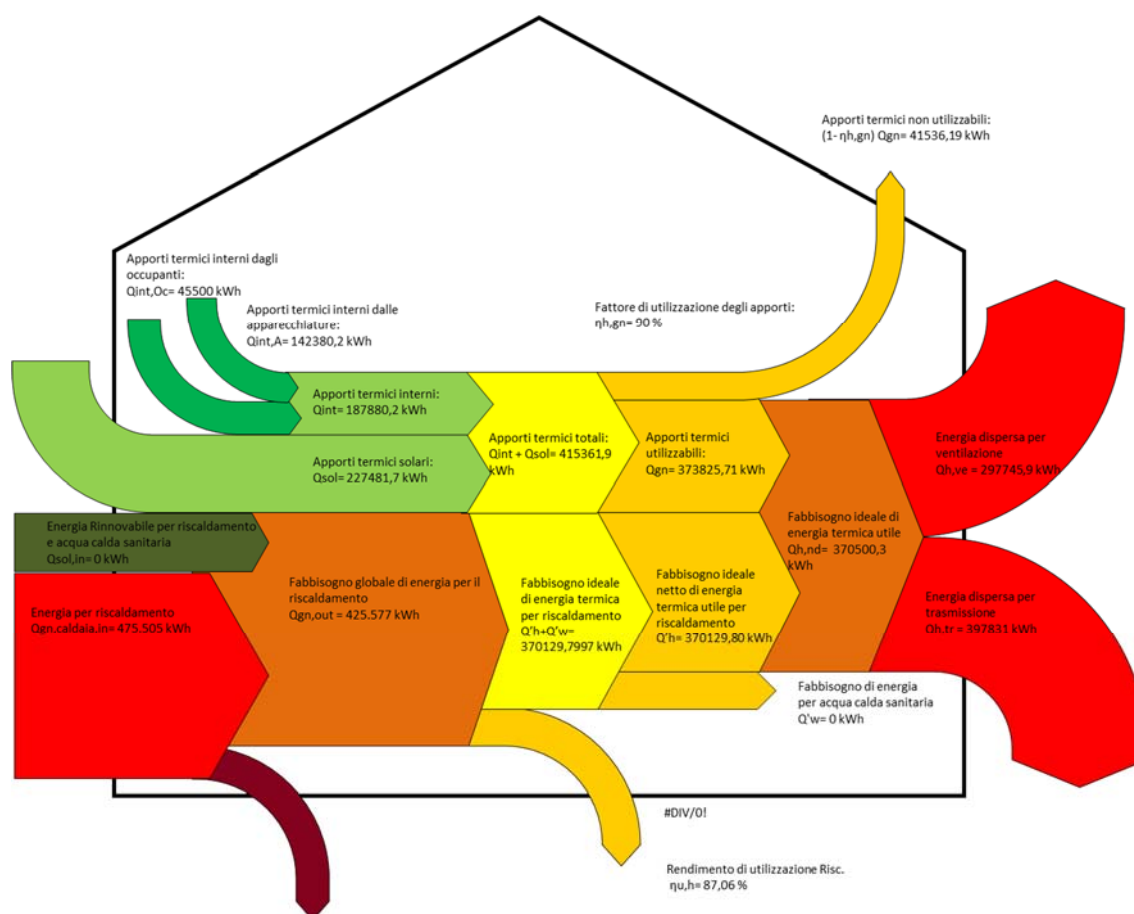 Apporti termici non utilizzabili:
(1- ηh,gn) Qgn= 41536,19 kWh
Apporti termici interni dagli
occupanti:
Qint,Oc= 45500 kWh
Apporti termici interni dalle
apparecchiature:
Qint,A= 142380,2 kWh
Fattore di utilizzazione degli apporti:
ηh,gn= 90 %
Apporti termici interni:
Qint= 187880,2 kWh
Apporti termici solari:
Qsol= 227481,7 kWh
Apporti termici totali:
Qint + Qsol= 415361,9
kWh
Apporti termici
utilizzabili:
Qgn= 373825,71 kWh
Energia dispersa per
ventilazione
Qh,ve = 297745,9 kWh
Energia Rinnovabile per riscaldamento
e acqua calda sanitaria
Qsol,in= 0 kWh
Fabbisogno globale di energia per il
riscaldamento
Qgn,out = 425.577 kWh
Fabbisogno ideale
di energia termica
per riscaldamento
Q'h+Q'w=
370129,7997 kWh
Fabbisogno ideale
netto di energia
termica utile per
riscaldamento
Q'h= 370129,80 kWh
Fabbisogno ideale di
energia termica utile
Qh,nd= 370500,3
kWh
Energia per riscaldamento
Qgn.caldaia.in= 475.505 kWh
Energia dispersa per
trasmissione
Qh.tr = 397831 kWh
Fabbisogno di energia
per acqua calda sanitaria
Q'w= 0 kWh
#DIV/0!
Rendimento di utilizzazione Risc.
ηu,h= 87,06 %